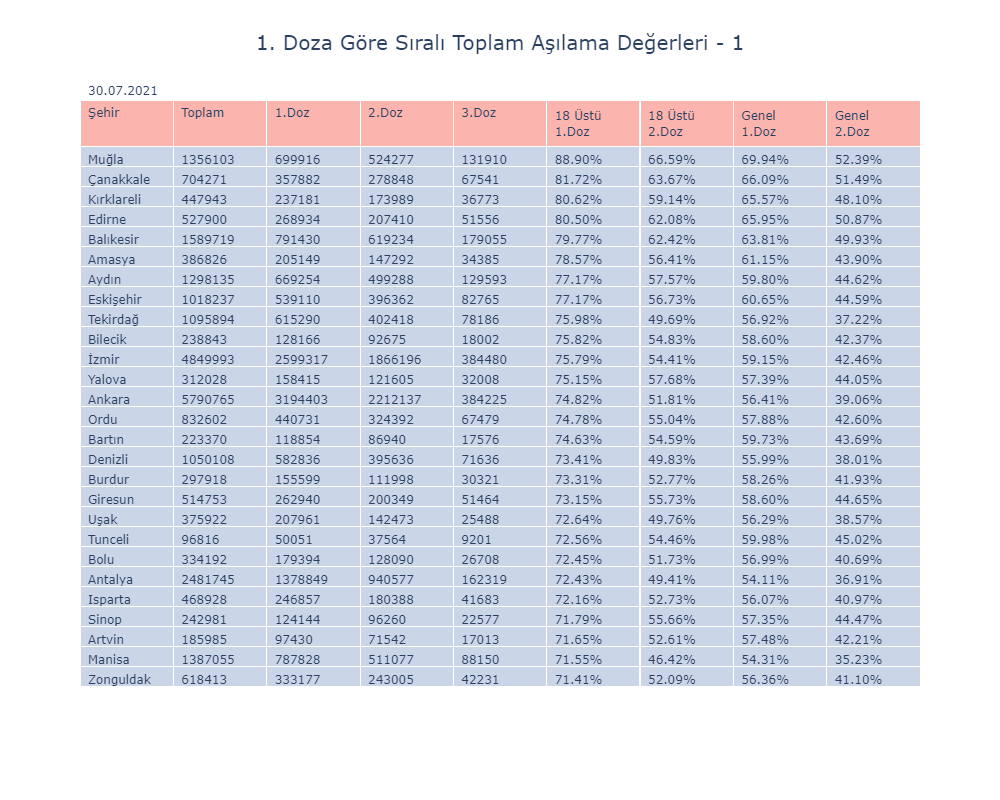 1. Doza Göre Sıralı Toplam Aşılama Değerleri - 1
30.07.2021
Şehir Toplam 1.Doz 2.Doz 3.Doz 18 Üstü 1.Doz 18 Üstü 2.Doz Genel 1.Doz Genel 2.Doz
Muğla 1356103 699916 524277 131910 88.90% 66.59% 69.94% 52.39%
Çanakkale 704271 357882 278848 67541 81.72% 63.67% 66.09% 51.49%
Kırklareli 447943 237181 173989 36773 80.62% 59.14% 65.57% 48.10%
Edirne 527900 268934 207410 51556 80.50% 62.08% 65.95% 50.87%
Balıkesir 1589719 791430 619234 179055 79.77% 62.42% 63.81% 49.93%
Amasya 386826 205149 147292 34385 78.57% 56.41% 61.15% 43.90%
Aydın 1298135 669254 499288 129593 77.17% 57.57% 59.80% 44.62%
Eskişehir 1018237 539110 396362 82765 77.17% 56.73% 60.65% 44.59%
Tekirdağ 1095894 615290 402418 78186 75.98% 49.69% 56.92% 37.22%
Bilecik 238843 128166 92675 18002 75.82% 54.83% 58.60% 42.37%
İzmir 4849993 2599317 1866196 384480 75.79% 54.41% 59.15% 42.46%
Yalova 312028 158415 121605 32008 75.15% 57.68% 57.39% 44.05%
Ankara 5790765 3194403 2212137 384225 74.82% 51.81% 56.41% 39.06%
Ordu 832602 440731 324392 67479 74.78% 55.04% 57.88% 42.60%
Bartın 223370 118854 86940 17576 74.63% 54.59% 59.73% 43.69%
Denizli 1050108 582836 395636 71636 73.41% 49.83% 55.99% 38.01%
Burdur 297918 155599 111998 30321 73.31% 52.77% 58.26% 41.93%
Giresun 514753 262940 200349 51464 73.15% 55.73% 58.60% 44.65%
Uşak 375922 207961 142473 25488 72.64% 49.76% 56.29% 38.57%
Tunceli 96816 50051 37564 9201 72.56% 54.46% 59.98% 45.02%
Bolu 334192 179394 128090 26708 72.45% 51.73% 56.99% 40.69%
Antalya 2481745 1378849 940577 162319 72.43% 49.41% 54.11% 36.91%
Isparta 468928 246857 180388 41683 72.16% 52.73% 56.07% 40.97%
Sinop 242981 124144 96260 22577 71.79% 55.66% 57.35% 44.47%
Artvin 185985 97430 71542 17013 71.65% 52.61% 57.48% 42.21%
Manisa 1387055 787828 511077 88150 71.55% 46.42% 54.31% 35.23%
Zonguldak 618413 333177 243005 42231 71.41% 52.09% 56.36% 41.10%